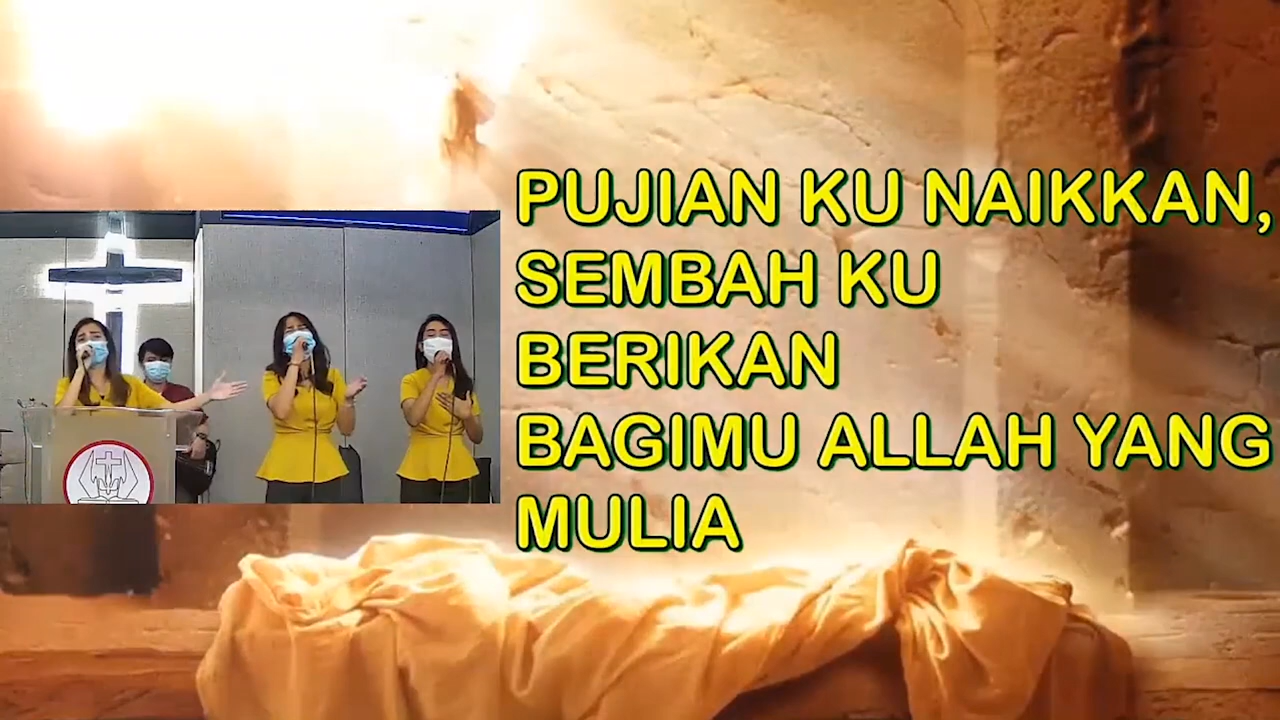 PUJIAN KU NAIKKAN,
SEMBAH KU
BERIKAN
BAGIMU ALLAH YANG
MULIA